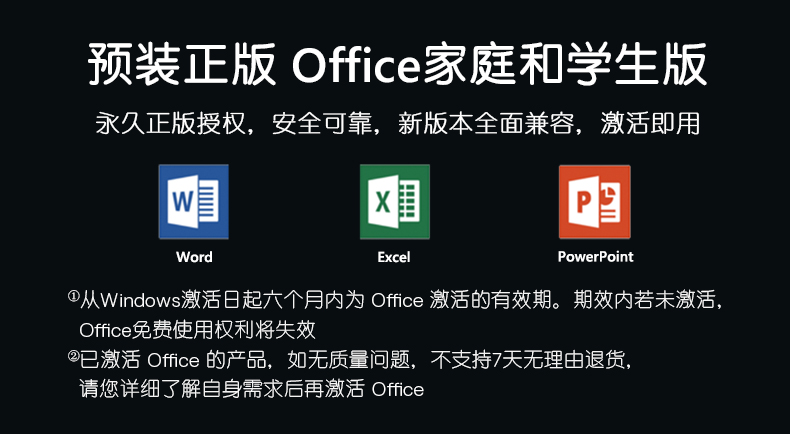 预装正版 Office家庭和学生版
永久正版授权，安全可靠，新版本全面兼容，激活即用
W
X
P
Word
Excel
PowerPoint
①从Windows激活日起六个月内为 Office 激活的有效期。期效内若未激活，
Office免费使用权利将失效
②已激活 Office 的产品，如无质量问题，不支持7天无理由退货，
请您详细了解自身需求后再激活 Office